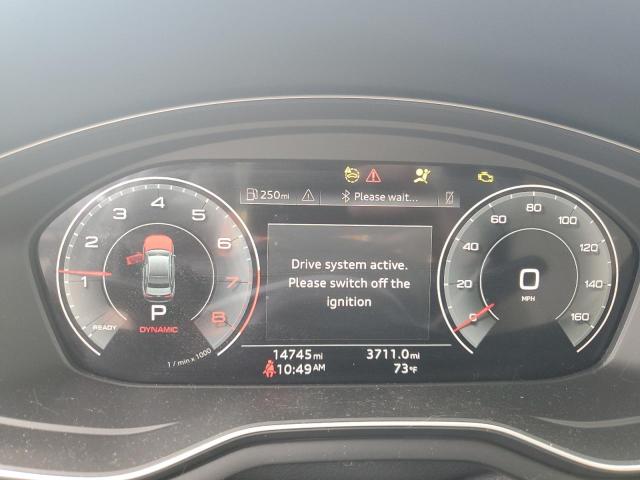 250mi
Please wait...
1
2
3
4
5
6
7
8
READY
P
DYNAMIC
1 / min x 1000
Drive system active.
Please switch off the
ignition
0
20
40
60
80
100
120
140
160
0
MPH
14745mi
3711.0mi
10:49AM
73°F